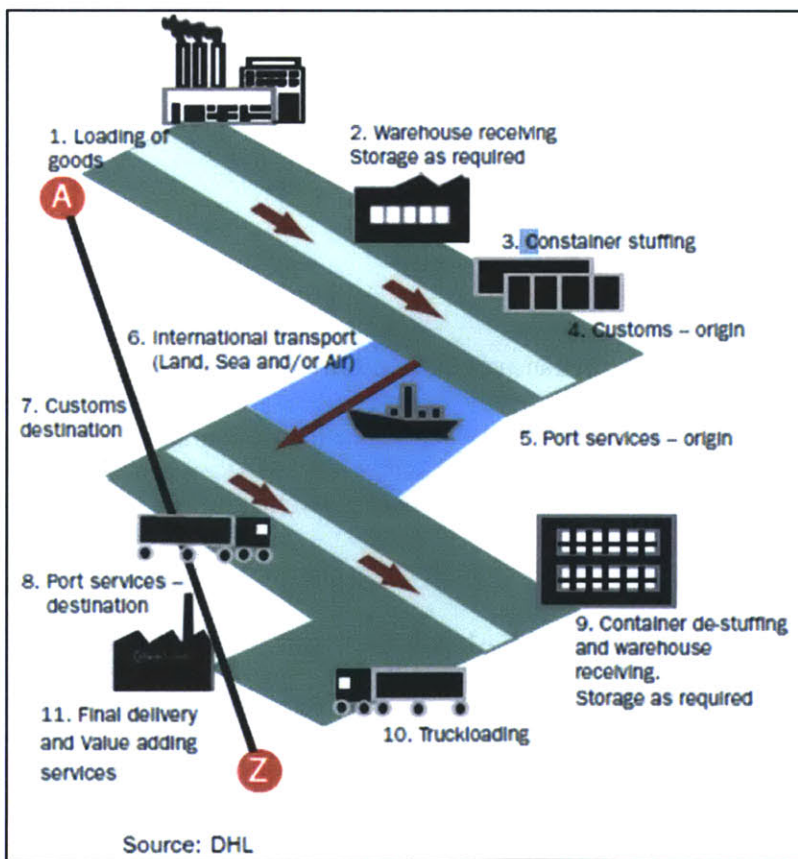 1. Loading of
goods
A
2. Warehouse receiving
Storage as required
3. Constainer stuffing
4. Customs – origin
6. International transport
(Land, Sea and/or Air)
7. Customs
destination
5. Port services – origin
8. Port services –
destination
9. Container de-stuffing
and warehouse
receiving.
Storage as required
10. Truckloading
11. Final delivery
and Value adding
services
Z
Source: DHL